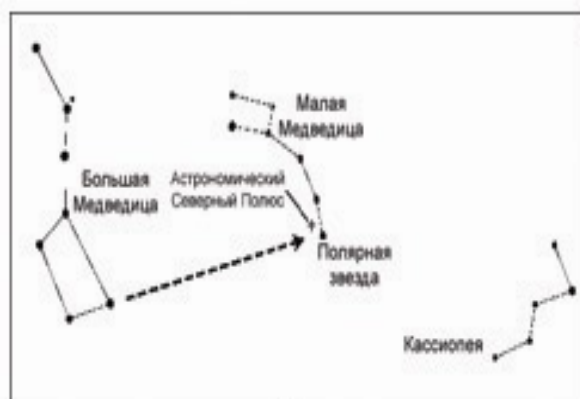 Малая
Медведица
Большая
Медведица
Астрономический
Северный Полюс
Полярная
звезда
Кассиопея